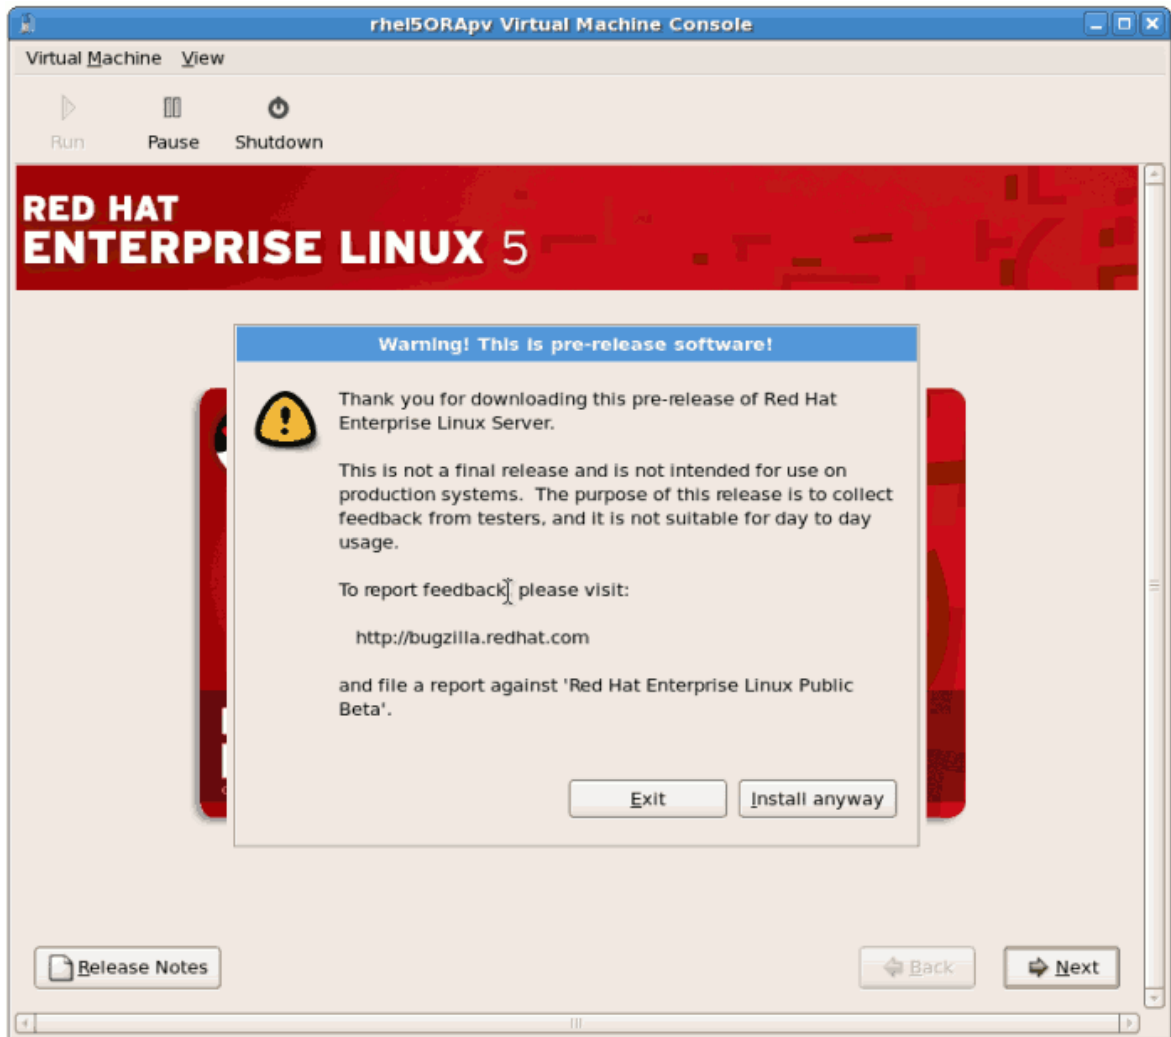 rhel5ORApv Virtual Machine Console
Virtual Machine View
Run Pause Shutdown
RED HAT
ENTERPRISE LINUX 5
Warning! This is pre-release software!
Thank you for downloading this pre-release of Red Hat
Enterprise Linux Server.
This is not a final release and is not intended for use on
production systems.  The purpose of this release is to collect
feedback from testers, and it is not suitable for day to day
usage.
To report feedback, please visit:
http://bugzilla.redhat.com
and file a report against 'Red Hat Enterprise Linux Public
Beta'.
Exit Install anyway
Release Notes Back Next